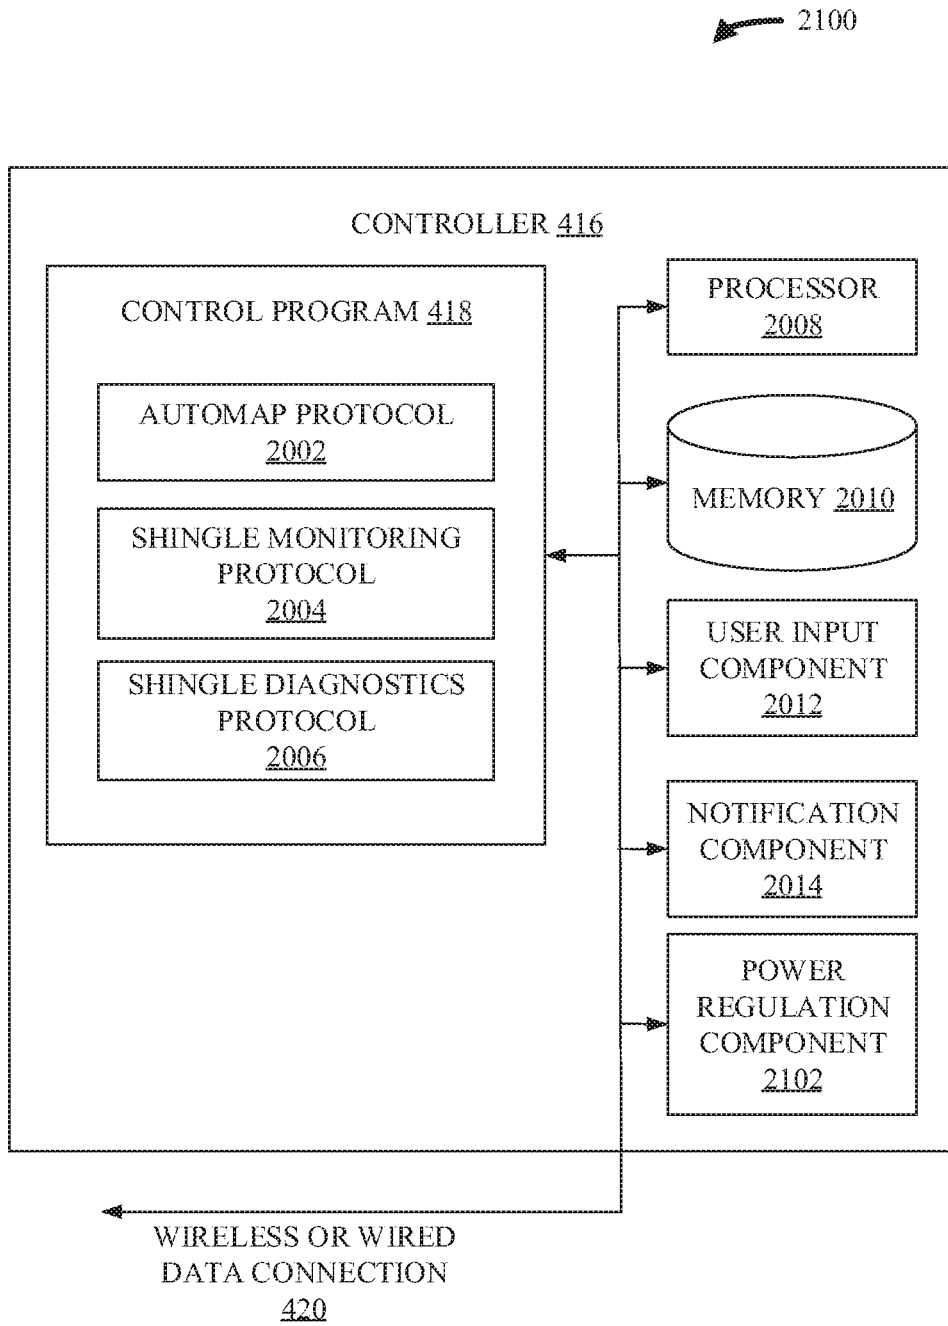 2100
CONTROLLER 416
CONTROL PROGRAM 418
AUTOMAP PROTOCOL
2002
SHINGLE MONITORING
PROTOCOL
2004
SHINGLE DIAGNOSTICS
PROTOCOL
2006
PROCESSOR
2008
MEMORY 2010
USER INPUT
COMPONENT
2012
NOTIFICATION
COMPONENT
2014
POWER
REGULATION
COMPONENT
2102
WIRELESS OR WIRED
DATA CONNECTION
420